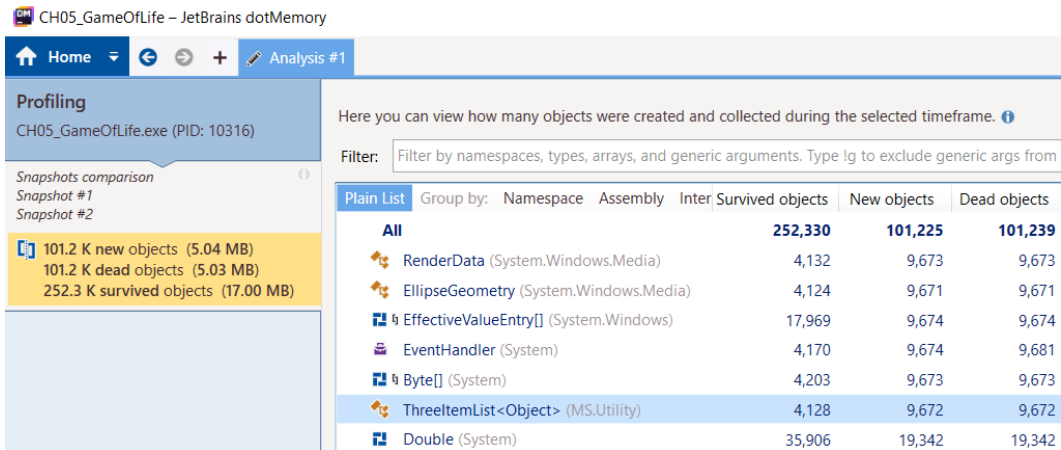 CH05_GameOfLife – JetBrains dotMemory
Home
Analysis #1
Profiling
CH05_GameOfLife.exe (PID: 10316)
Snapshots comparison
Snapshot #1
Snapshot #2
101.2 K new objects (5.04 MB)
101.2 K dead objects (5.03 MB)
252.3 K survived objects (17.00 MB)
Here you can view how many objects were created and collected during the selected timeframe.
Filter: Filter by namespaces, types, arrays, and generic arguments. Type !g to exclude generic args from
Plain List Group by: Namespace Assembly Inter Survived objects New objects Dead objects
All 252,330 101,225 101,239
RenderData (System.Windows.Media) 4,132 9,673 9,673
EllipseGeometry (System.Windows.Media) 4,124 9,671 9,671
EffectiveValueEntry[] (System.Windows) 17,969 9,674 9,674
EventHandler (System) 4,170 9,674 9,681
Byte[] (System) 4,203 9,673 9,673
ThreeItemList<Object> (MS.Utility) 4,128 9,672 9,672
Double (System) 35,906 19,342 19,342